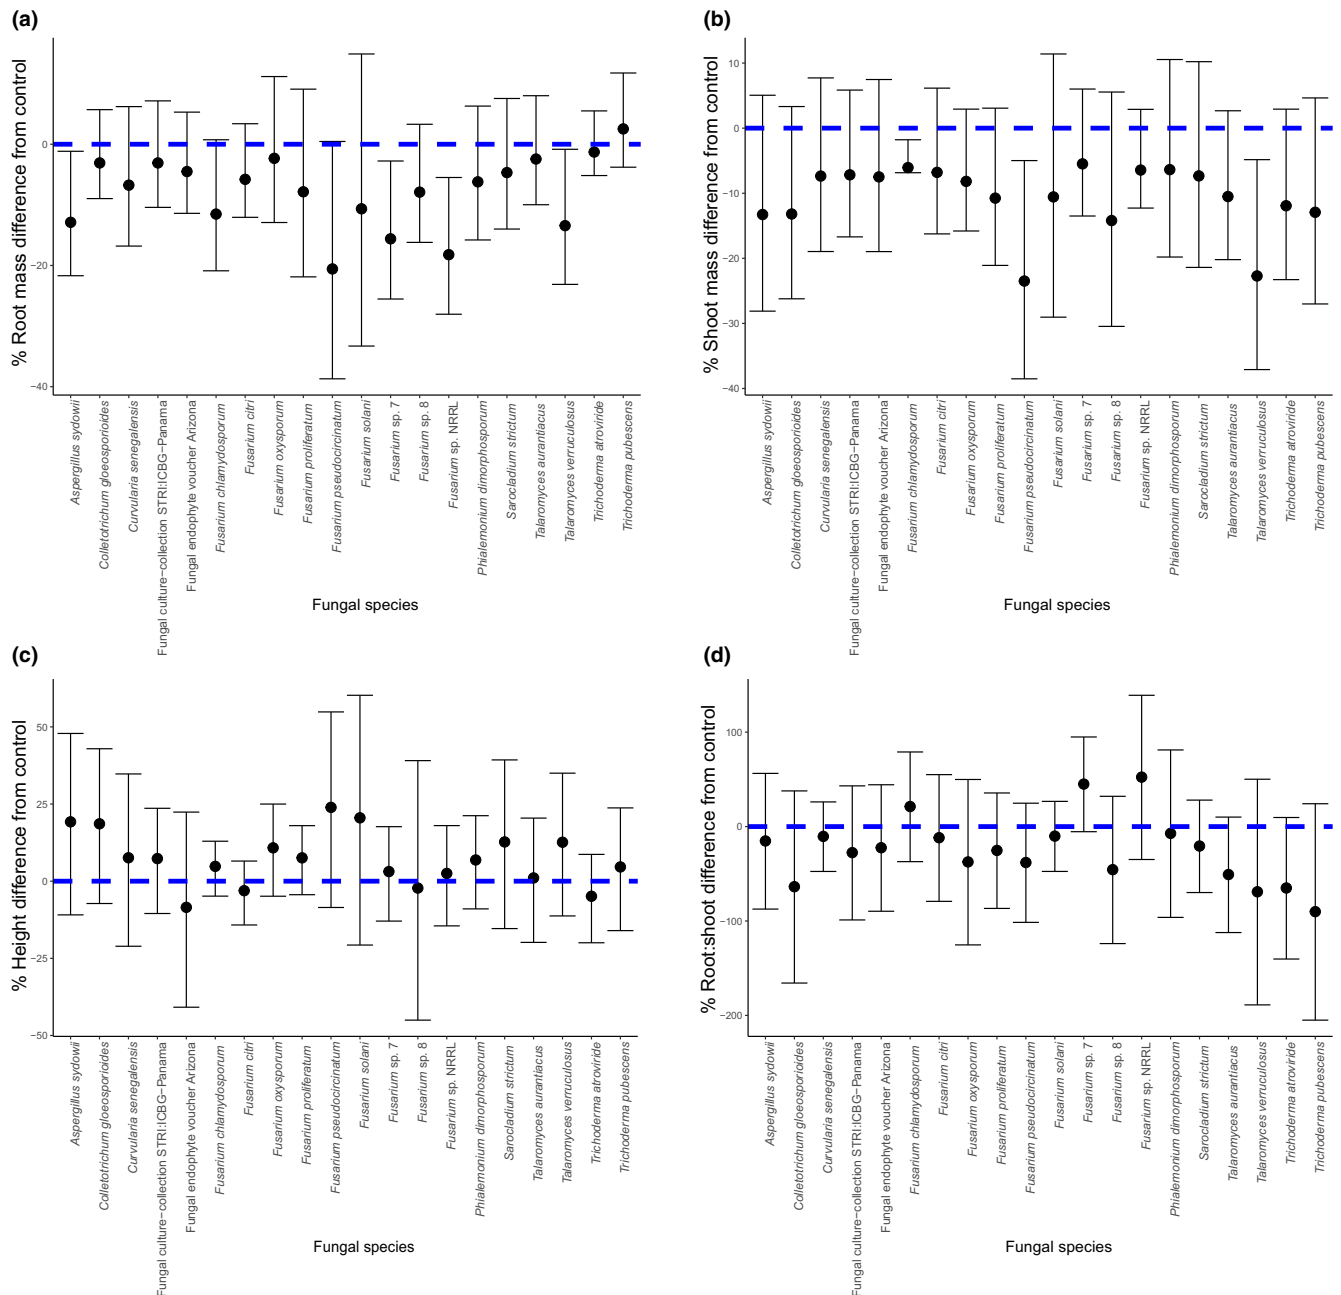 (a)
% Root mass difference from control
0
−20
−40
Aspergillus sydowii
Colletotrichum gloeosporioides
Curvularia senegalensis
Fungal culture−collection STRI:ICBG−Panama
Fungal endophyte voucher Arizona
Fusarium chlamydosporum
Fusarium citri
Fusarium oxysporum
Fusarium proliferatum
Fusarium pseudocircinatum
Fusarium solani
Fusarium sp. 7
Fusarium sp. 8
Fusarium sp. NRRL
Phialemonium dimorphosporum
Sarocladium strictum
Talaromyces aurantiacus
Talaromyces verruculosus
Trichoderma atroviride
Trichoderma pubescens
Fungal species
(b)
% Shoot mass difference from control
10
0
−10
−20
−30
−40
Aspergillus sydowii
Colletotrichum gloeosporioides
Curvularia senegalensis
Fungal culture−collection STRI:ICBG−Panama
Fungal endophyte voucher Arizona
Fusarium chlamydosporum
Fusarium citri
Fusarium oxysporum
Fusarium proliferatum
Fusarium pseudocircinatum
Fusarium solani
Fusarium sp. 7
Fusarium sp. 8
Fusarium sp. NRRL
Phialemonium dimorphosporum
Sarocladium strictum
Talaromyces aurantiacus
Talaromyces verruculosus
Trichoderma atroviride
Trichoderma pubescens
Fungal species
(c)
% Height difference from control
50
25
0
−25
−50
Aspergillus sydowii
Colletotrichum gloeosporioides
Curvularia senegalensis
Fungal culture−collection STRI:ICBG−Panama
Fungal endophyte voucher Arizona
Fusarium chlamydosporum
Fusarium citri
Fusarium oxysporum
Fusarium proliferatum
Fusarium pseudocircinatum
Fusarium solani
Fusarium sp. 7
Fusarium sp. 8
Fusarium sp. NRRL
Phialemonium dimorphosporum
Sarocladium strictum
Talaromyces aurantiacus
Talaromyces verruculosus
Trichoderma atroviride
Trichoderma pubescens
Fungal species
(d)
% Root:shoot difference from control
100
0
−100
−200
Aspergillus sydowii
Colletotrichum gloeosporioides
Curvularia senegalensis
Fungal culture−collection STRI:ICBG−Panama
Fungal endophyte voucher Arizona
Fusarium chlamydosporum
Fusarium citri
Fusarium oxysporum
Fusarium proliferatum
Fusarium pseudocircinatum
Fusarium solani
Fusarium sp. 7
Fusarium sp. 8
Fusarium sp. NRRL
Phialemonium dimorphosporum
Sarocladium strictum
Talaromyces aurantiacus
Talaromyces verruculosus
Trichoderma atroviride
Trichoderma pubescens
Fungal species